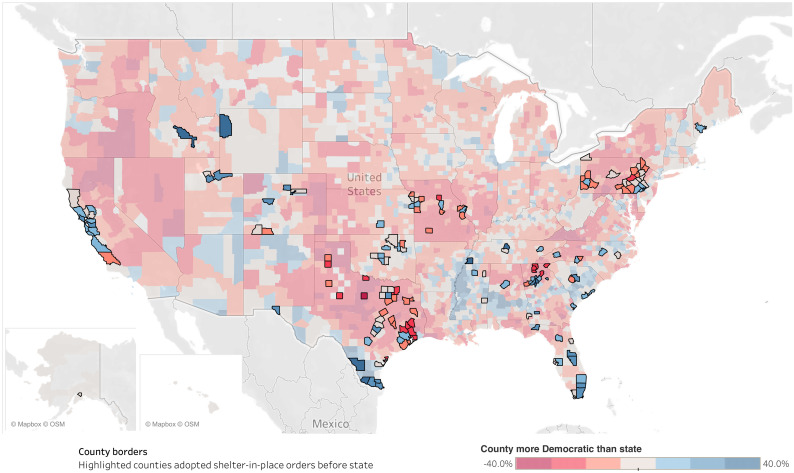 United
States
Mexico
© Mapbox © OSM
© Mapbox © OSM
County borders
Highlighted counties adopted shelter-in-place orders before state
County more Democratic than state
-40.0%
40.0%